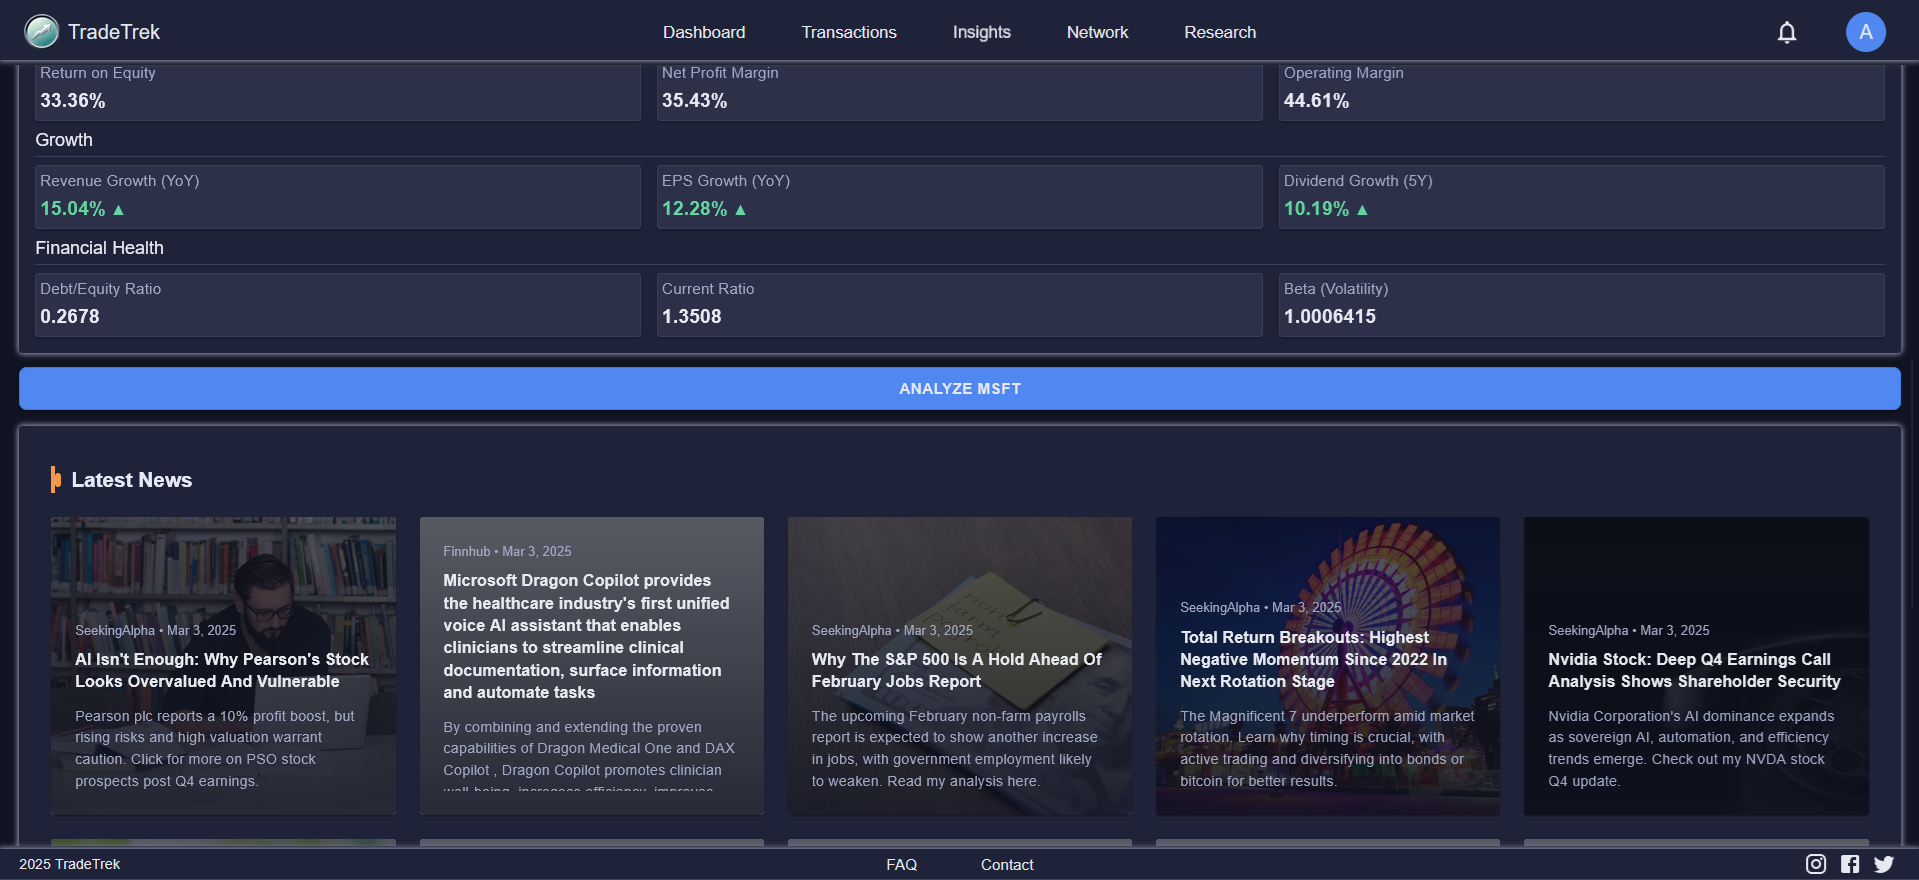 TradeTrek
Dashboard
Transactions
Insights
Network
Research
A
Return on Equity
33.36%
Net Profit Margin
35.43%
Operating Margin
44.61%
Growth
Revenue Growth (YoY)
15.04% ▲
EPS Growth (YoY)
12.28% ▲
Dividend Growth (5Y)
10.19% ▲
Financial Health
Debt/Equity Ratio
0.2678
Current Ratio
1.3508
Beta (Volatility)
1.0006415
ANALYZE MSFT
Latest News
SeekingAlpha • Mar 3, 2025
AI Isn't Enough: Why Pearson's Stock
Looks Overvalued And Vulnerable
Pearson plc reports a 10% profit boost, but
rising risks and high valuation warrant
caution. Click for more on PSO stock
prospects post Q4 earnings.
Finnhub • Mar 3, 2025
Microsoft Dragon Copilot provides
the healthcare industry's first unified
voice AI assistant that enables
clinicians to streamline clinical
documentation, surface information
and automate tasks
By combining and extending the proven
capabilities of Dragon Medical One and DAX
Copilot , Dragon Copilot promotes clinician
well-being, increases efficiency, improves
SeekingAlpha • Mar 3, 2025
Why The S&P 500 Is A Hold Ahead Of
February Jobs Report
The upcoming February non-farm payrolls
report is expected to show another increase
in jobs, with government employment likely
to weaken. Read my analysis here.
SeekingAlpha • Mar 3, 2025
Total Return Breakouts: Highest
Negative Momentum Since 2022 In
Next Rotation Stage
The Magnificent 7 underperform amid market
rotation. Learn why timing is crucial, with
active trading and diversifying into bonds or
bitcoin for better results.
SeekingAlpha • Mar 3, 2025
Nvidia Stock: Deep Q4 Earnings Call
Analysis Shows Shareholder Security
Nvidia Corporation's AI dominance expands
as sovereign AI, automation, and efficiency
trends emerge. Check out my NVDA stock
Q4 update.
2025 TradeTrek
FAQ
Contact